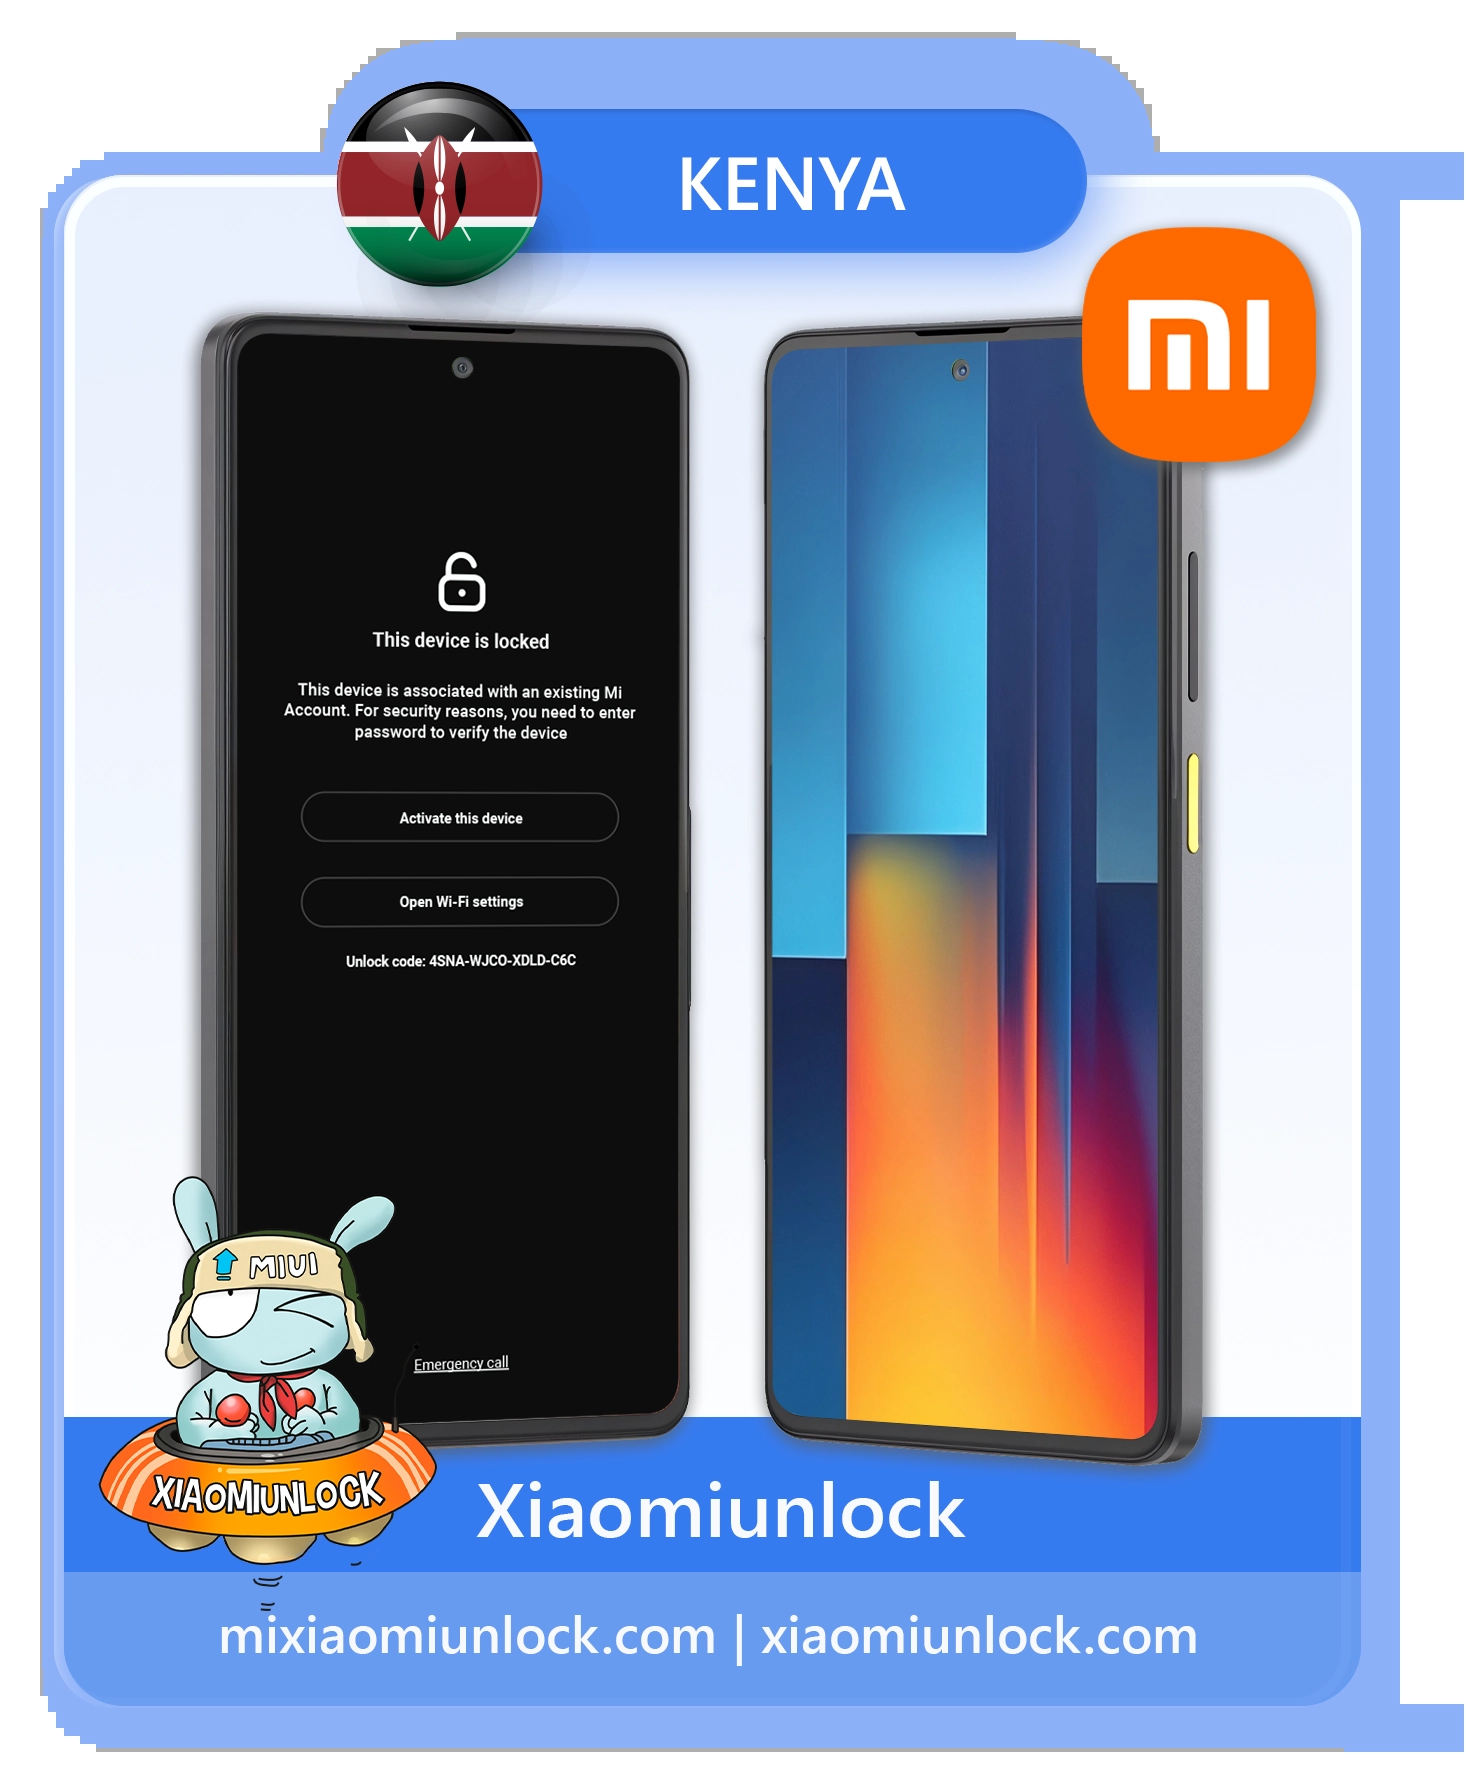 KENYA
mi
This device is locked
This device is associated with an existing Mi
Account. For security reasons, you need to enter
password to verify the device
Activate this device
Open Wi-Fi settings
Unlock code: 4SNA-WJCO-XDLD-C6C
Emergency call
MIUI
XIAOMIUNLOCK
Xiaomiunlock
mixiaomiunlock.com | xiaomiunlock.com